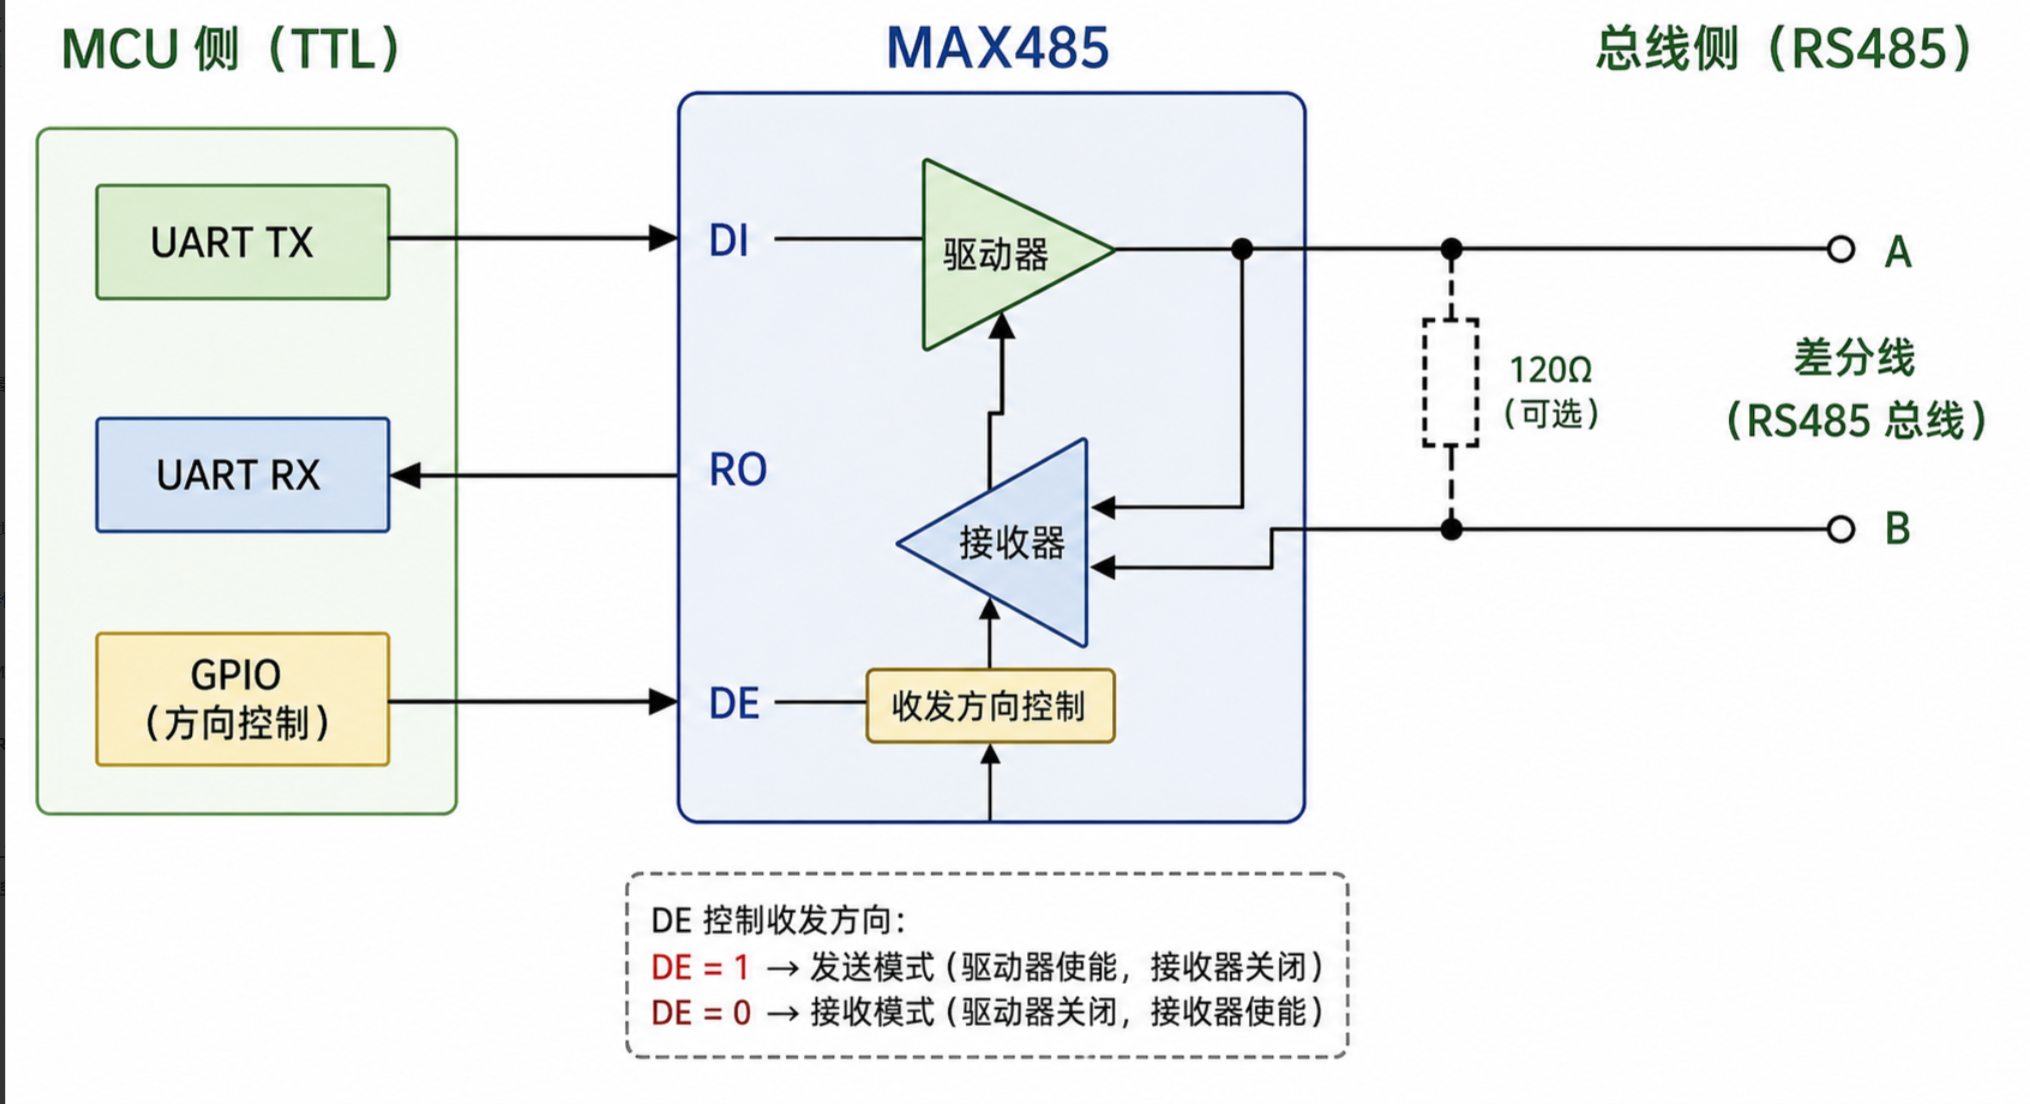 MCU 侧（TTL）
MAX485
总线侧（RS485）
UART TX
DI
驱动器
A
120Ω
（可选）
差分线
（RS485 总线）
UART RX
RO
接收器
B
GPIO
（方向控制）
DE
收发方向控制
DE 控制收发方向：
DE = 1 → 发送模式（驱动器使能，接收器关闭）
DE = 0 → 接收模式（驱动器关闭，接收器使能）